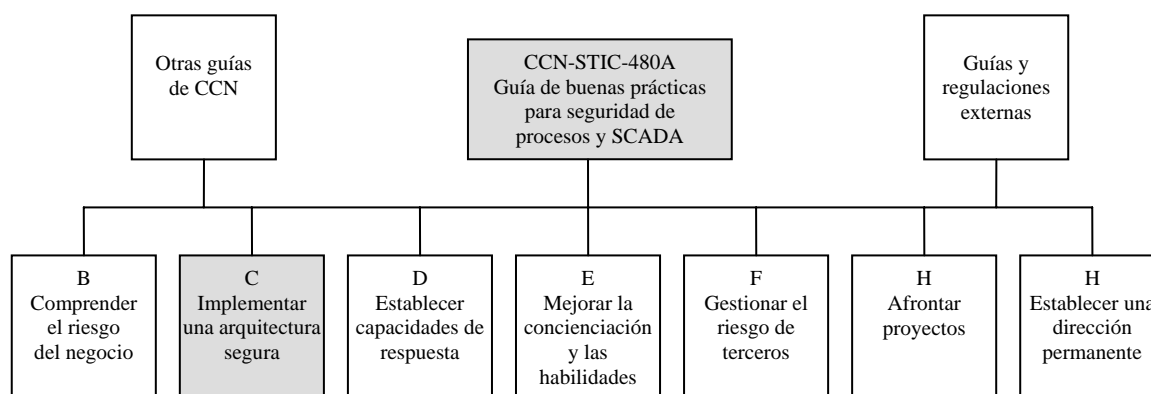 Otras guías
de CCN
CCN-STIC-480A
Guía de buenas prácticas
para seguridad de
procesos y SCADA
Guías y
regulaciones
externas
B
Comprender
el riesgo
del negocio
C
Implementar
una arquitectura
segura
D
Establecer
capacidades de
respuesta
E
Mejorar la
concienciación
y las
habilidades
F
Gestionar el
riesgo de
terceros
H
Afrontar
proyectos
H
Establecer una
dirección
permanente